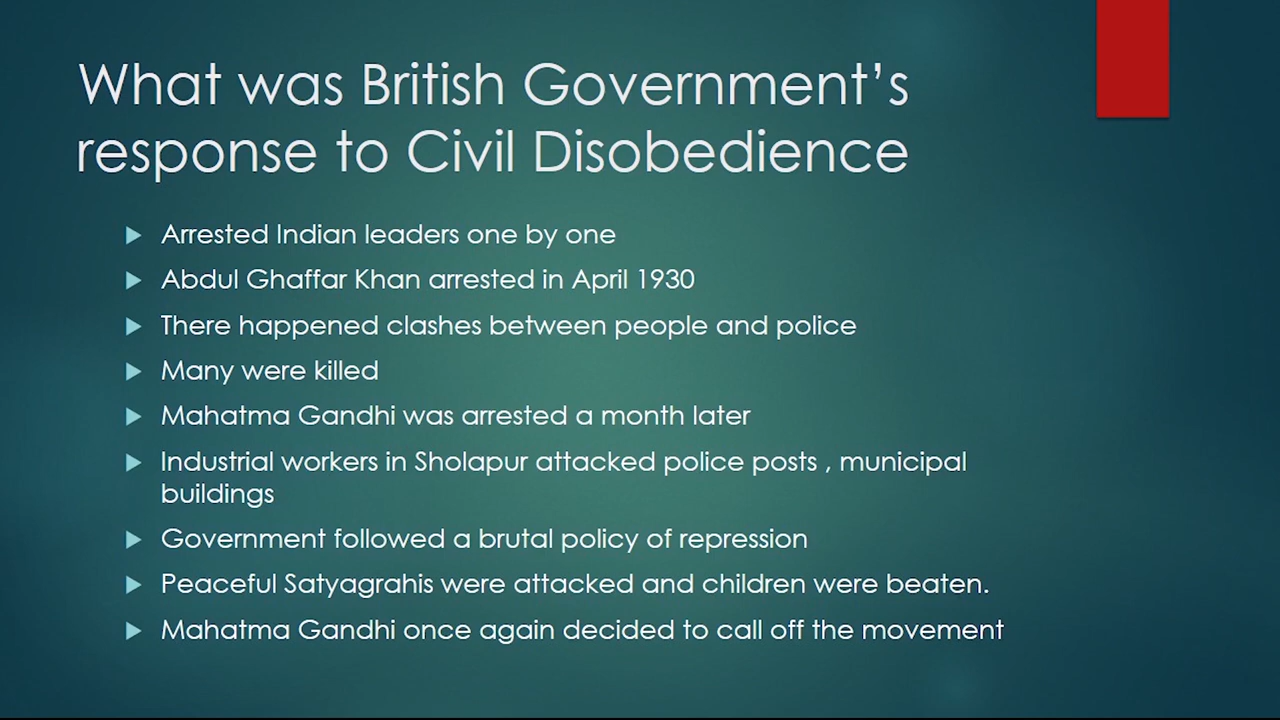 What was British Government’s
response to Civil Disobedience
Arrested Indian leaders one by one
Abdul Ghaffar Khan arrested in April 1930
There happened clashes between people and police
Many were killed
Mahatma Gandhi was arrested a month later
Industrial workers in Sholapur attacked police posts , municipal
buildings
Government followed a brutal policy of repression
Peaceful Satyagrahis were attacked and children were beaten.
Mahatma Gandhi once again decided to call off the movement